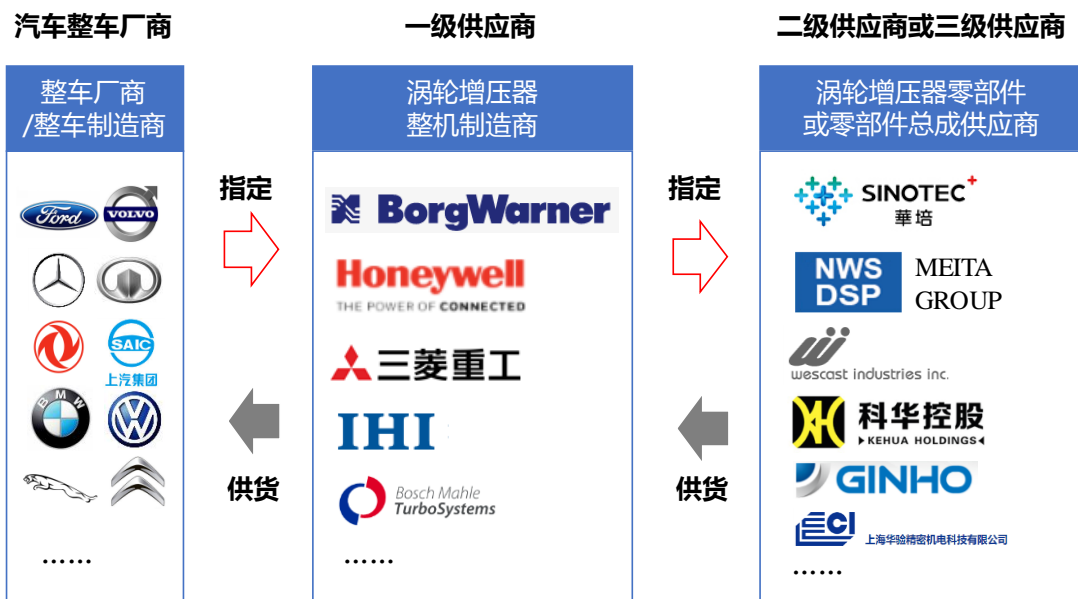 汽车整车厂商
一级供应商
二级供应商或三级供应商
整车厂商
/整车制造商
涡轮增压器
整机制造商
涡轮增压器零部件
或零部件总成供应商
Ford
VOLVO
SAIC
上汽集团
BMW
指定
供货
BorgWarner
Honeywell
THE POWER OF CONNECTED
三菱重工
IHI
Bosch Mahle
TurboSystems
指定
供货
SINOTEC+
華培
NWS
DSP
MEITA
GROUP
wescast industries inc.
科华控股
KEHUA HOLDINGS
GINHO
ECI
上海华验精密机电科技有限公司
……
……
……